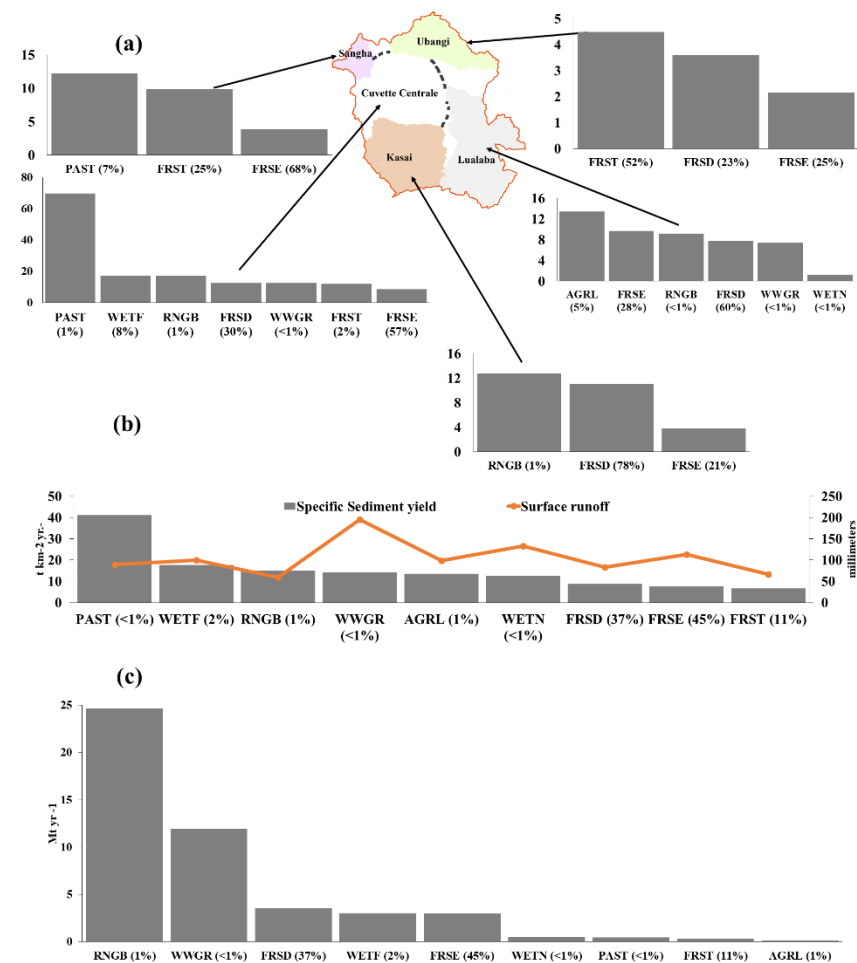 (a)
15
10
5
0
PAST (7%) FRST (25%) FRSE (68%)
Sangha
Ubangi
Cuvette Centrale
Kasai
Lualaba
5
4
3
2
1
0
FRST (52%) FRSD (23%) FRSE (25%)
80
60
40
20
0
PAST WETF RNGB FRSD WWGR FRST FRSE
(1%) (8%) (1%) (30%) (<1%) (2%) (57%)
16
12
8
4
0
AGRL FRSE RNGB FRSD WWGR WETN
(5%) (28%) (<1%) (60%) (<1%) (<1%)
16
12
8
4
0
RNGB (1%) FRSD (78%) FRSE (21%)
(b)
Specific Sediment yield Surface runoff
t km-2 yr.-
50
40
30
20
10
0
250
200
150
100
50
0
millimeters
PAST (<1%) WETF (2%) RNGB (1%) WWGR AGRL (1%) WETN FRSD (37%) FRSE (45%) FRST (11%)
(<1%) (<1%)
(c)
Mt yr -1
25
20
15
10
5
0
RNGB (1%) WWGR (<1%) FRSD (37%) WETF (2%) FRSE (45%) WETN (<1%) PAST (<1%) FRST (11%) AGRL (1%)